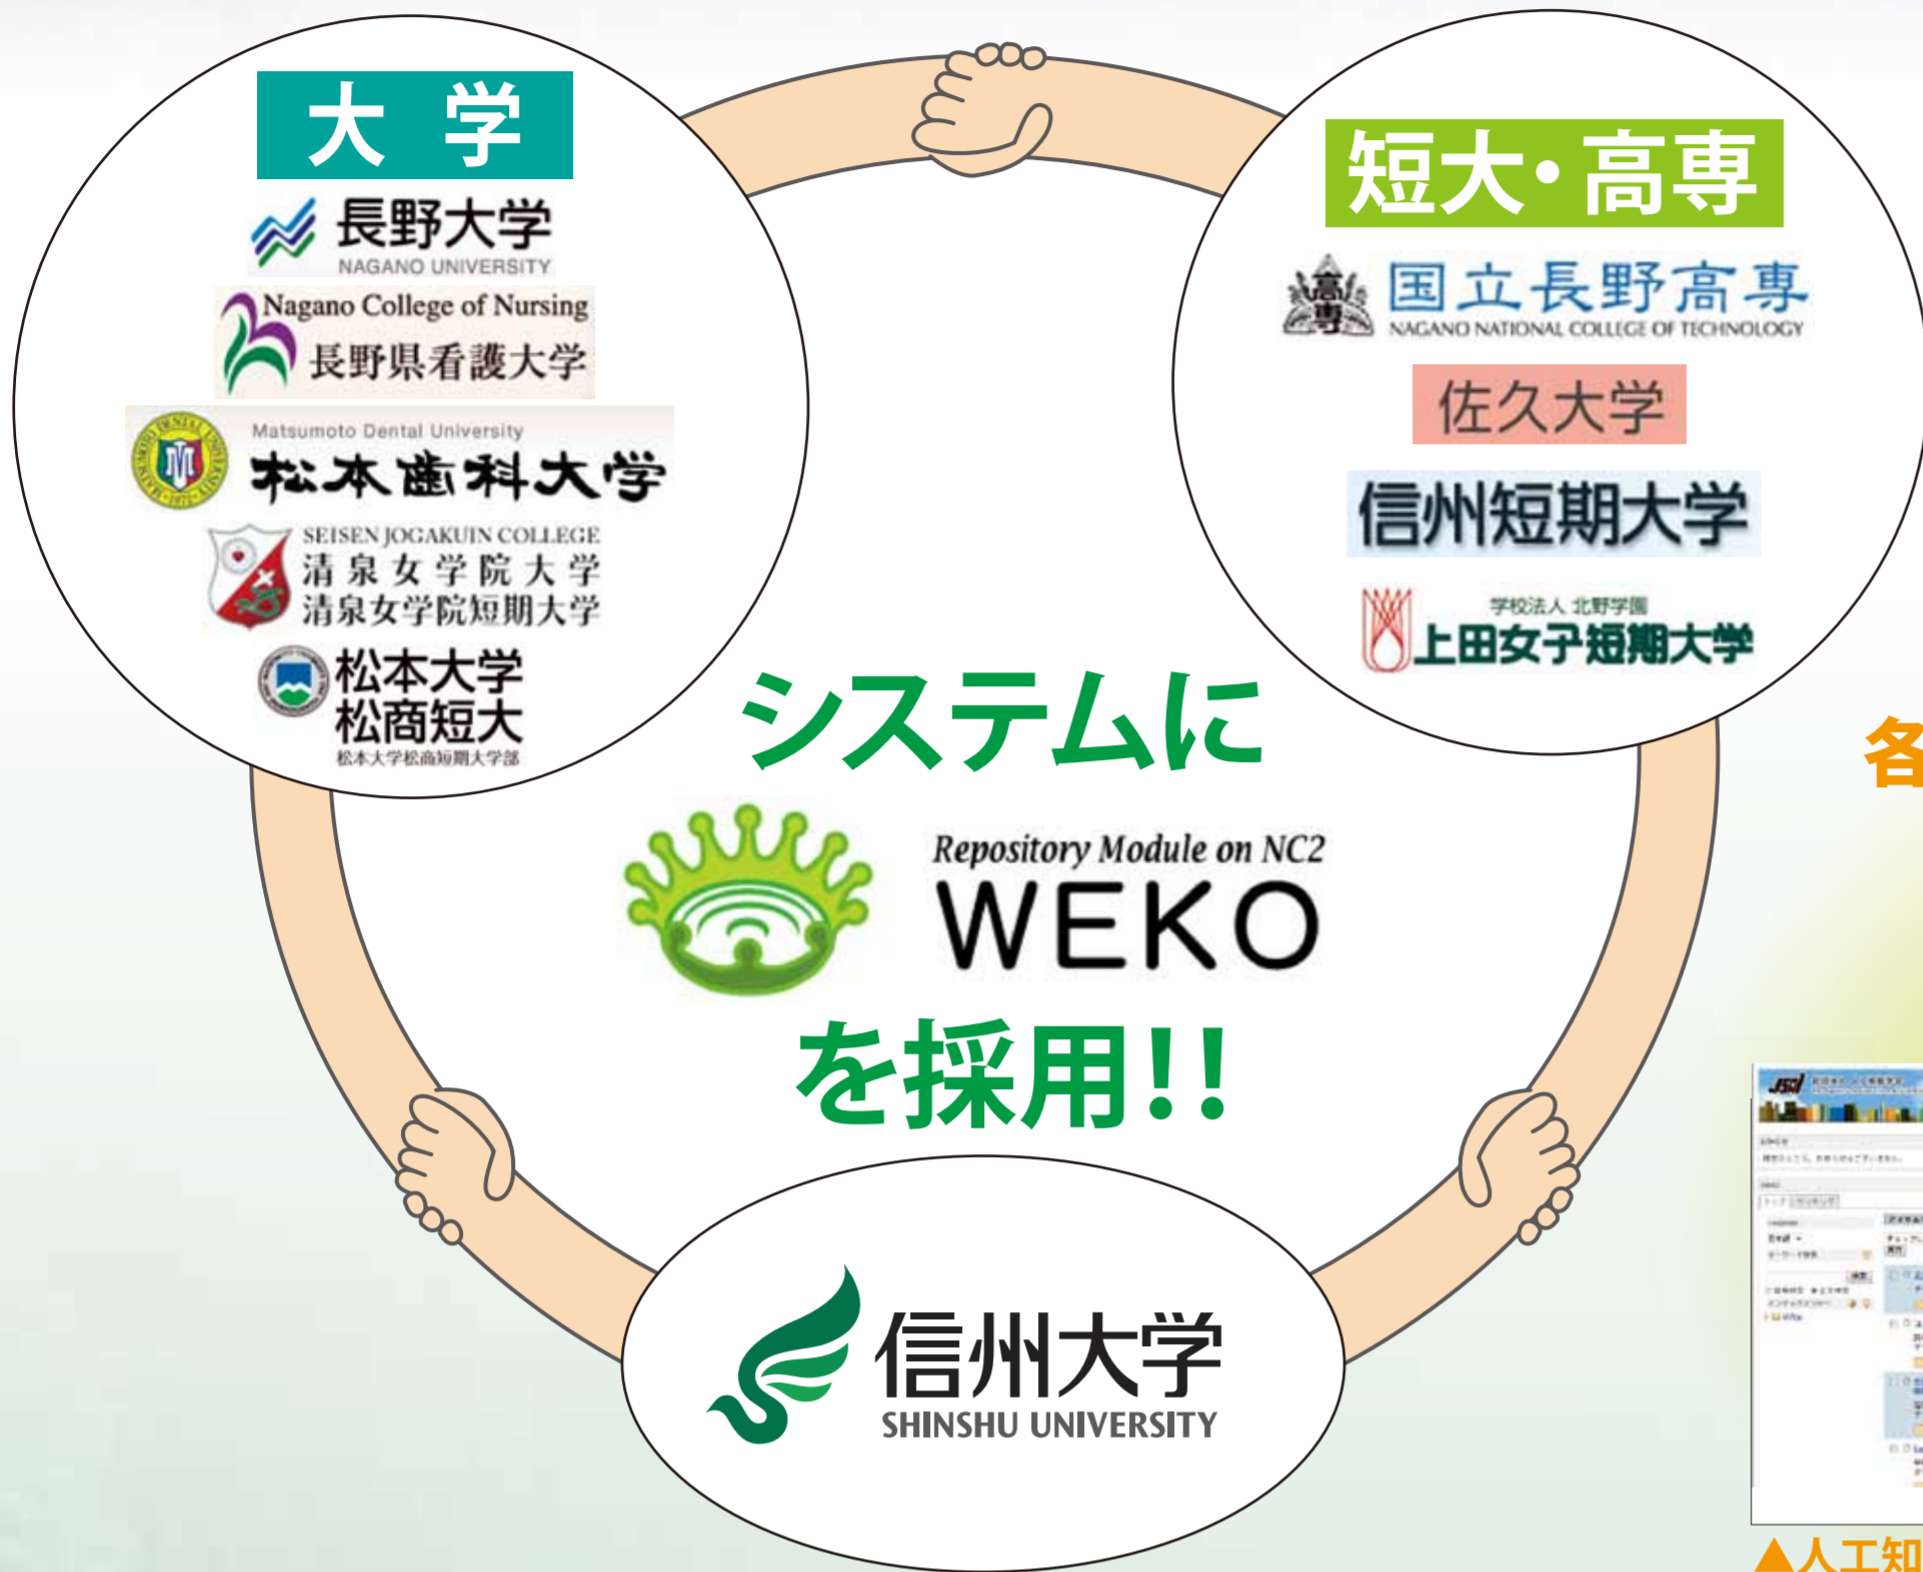 大学
長野大学
NAGANO UNIVERSITY
Nagano College of Nursing
長野県看護大学
Matsumoto Dental University
松本歯科大学
SEISEN JOGAKUIN COLLEGE
清泉女学院大学
清泉女学院短期大学
松本大学
松商短大
松本大学松商短期大学部
短大・高専
高専
国立長野高専
NAGANO NATIONAL COLLEGE OF TECHNOLOGY
佐久大学
信州短期大学
学校法人 北野学園
上田女子短期大学
システムに
Repository Module on NC2
WEKO
を採用!!
信州大学
SHINSHU UNIVERSITY
各
▲人工知